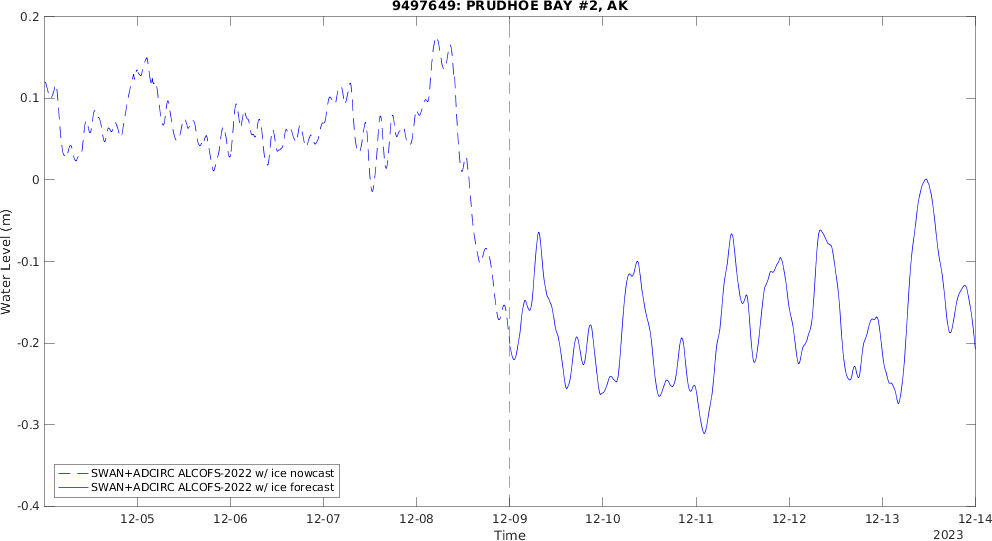 9497649: PRUDHOE BAY #2, AK
0.2
0.1
0
-0.1
-0.2
-0.3
-0.4
Water Level (m)
SWAN+ADCIRC ALCOFS-2022 w/ ice nowcast
SWAN+ADCIRC ALCOFS-2022 w/ ice forecast
12-05 12-06 12-07 12-08 12-09 12-10 12-11 12-12 12-13 12-14
Time
2023